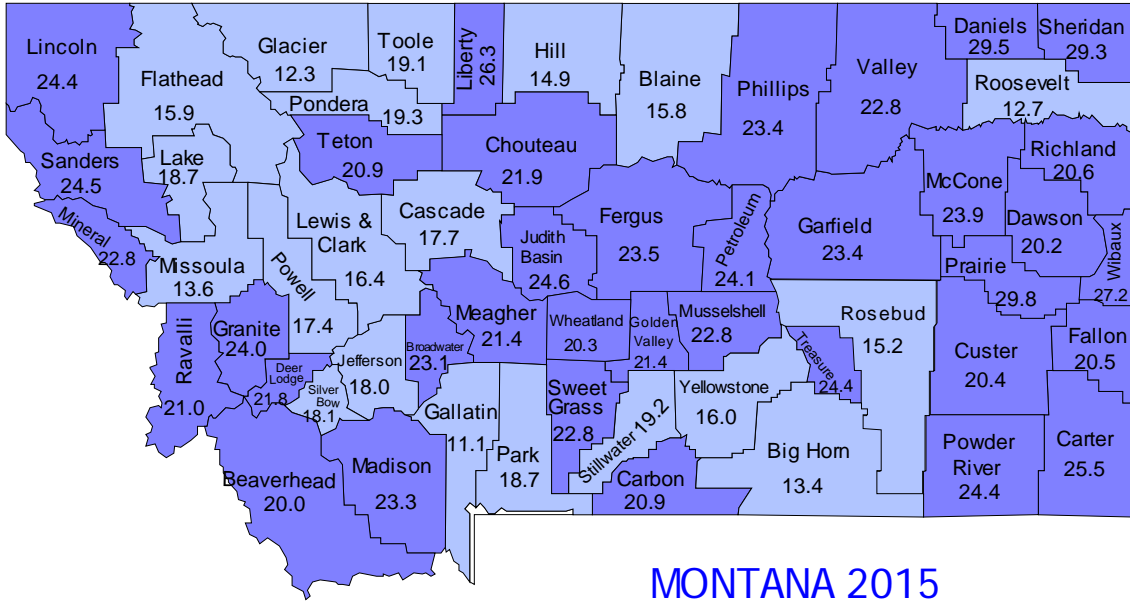 Lincoln
24.4
Flathead
15.9
Glacier
12.3
Toole
19.1
Liberty
26.3
Hill
14.9
Blaine
15.8
Phillips
23.4
Valley
22.8
Daniels
29.5
Sheridan
29.3
Roosevelt
12.7
Pondera
19.3
Teton
20.9
Chouteau
21.9
Sanders
24.5
Lake
18.7
Mineral
22.8
Missoula
13.6
Powell
17.4
Lewis &
Clark
16.4
Cascade
17.7
Judith
Basin
24.6
Fergus
23.5
Petroleum
24.1
Garfield
23.4
McCone
23.9
Richland
20.6
Dawson
20.2
Wibaux
27.2
Prairie
29.8
Ravalli
21.0
Granite
24.0
Deer
Lodge
21.8
Silver
Bow
18.1
Jefferson
18.0
Broadwater
23.1
Meagher
21.4
Wheatland
20.3
Golden
Valley
21.4
Musselshell
22.8
Treasure
24.4
Rosebud
15.2
Custer
20.4
Fallon
20.5
Beaverhead
20.0
Madison
23.3
Gallatin
11.1
Park
18.7
Sweet
Grass
22.8
Stillwater 19.2
Yellowstone
16.0
Carbon
20.9
Big Horn
13.4
Powder
River
24.4
Carter
25.5
MONTANA 2015